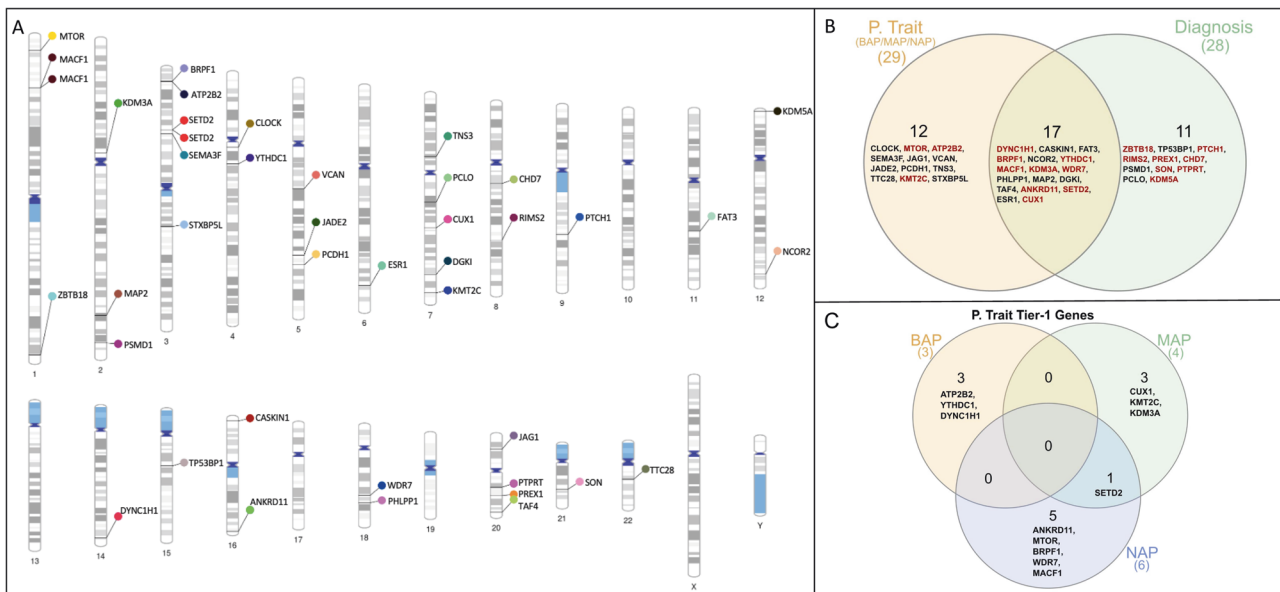 A
MTOR
MACF1
MACF1
ZBTB18
1
KDM3A
MAP2
PSMD1
2
BRPF1
ATP2B2
SETD2
SETD2
SEMA3F
STXBP5L
3
CLOCK
YTHDC1
4
VCAN
JADE2
PCDH1
5
ESR1
6
TNS3
PCLO
CUX1
DGKI
KMT2C
7
CHD7
RIMS2
8
PTCH1
9
10
FAT3
11
KDM5A
NCOR2
12
13
DYNC1H1
14
TP53BP1
15
CASKIN1
ANKRD11
16
17
WDR7
PHLPP1
18
19
JAG1
PTPRT
PREX1
TAF4
20
SON
21
TTC28
22
X
Y
B
P. Trait
(BAP/MAP/NAP)
(29)
Diagnosis
(28)
12
CLOCK, MTOR, ATP2B2,
SEMA3F, JAG1, VCAN,
JADE2, PCDH1, TNS3,
TTC28, KMT2C, STXBP5L
17
DYNC1H1, CASKIN1, FAT3,
BRPF1, NCOR2, YTHDC1,
MACF1, KDM3A, WDR7,
PHLPP1, MAP2, DGKI,
TAF4, ANKRD11, SETD2,
ESR1, CUX1
11
ZBTB18, TP53BP1, PTCH1,
RIMS2, PREX1, CHD7,
PSMD1, SON, PTPRT,
PCLO, KDM5A
C
P. Trait Tier-1 Genes
BAP
(3)
MAP
(4)
3
ATP2B2,
YTHDC1,
DYNC1H1
0
3
CUX1,
KMT2C,
KDM3A
0
0
1
SETD2
5
ANKRD11,
MTOR,
BRPF1,
WDR7,
MACF1
NAP
(6)